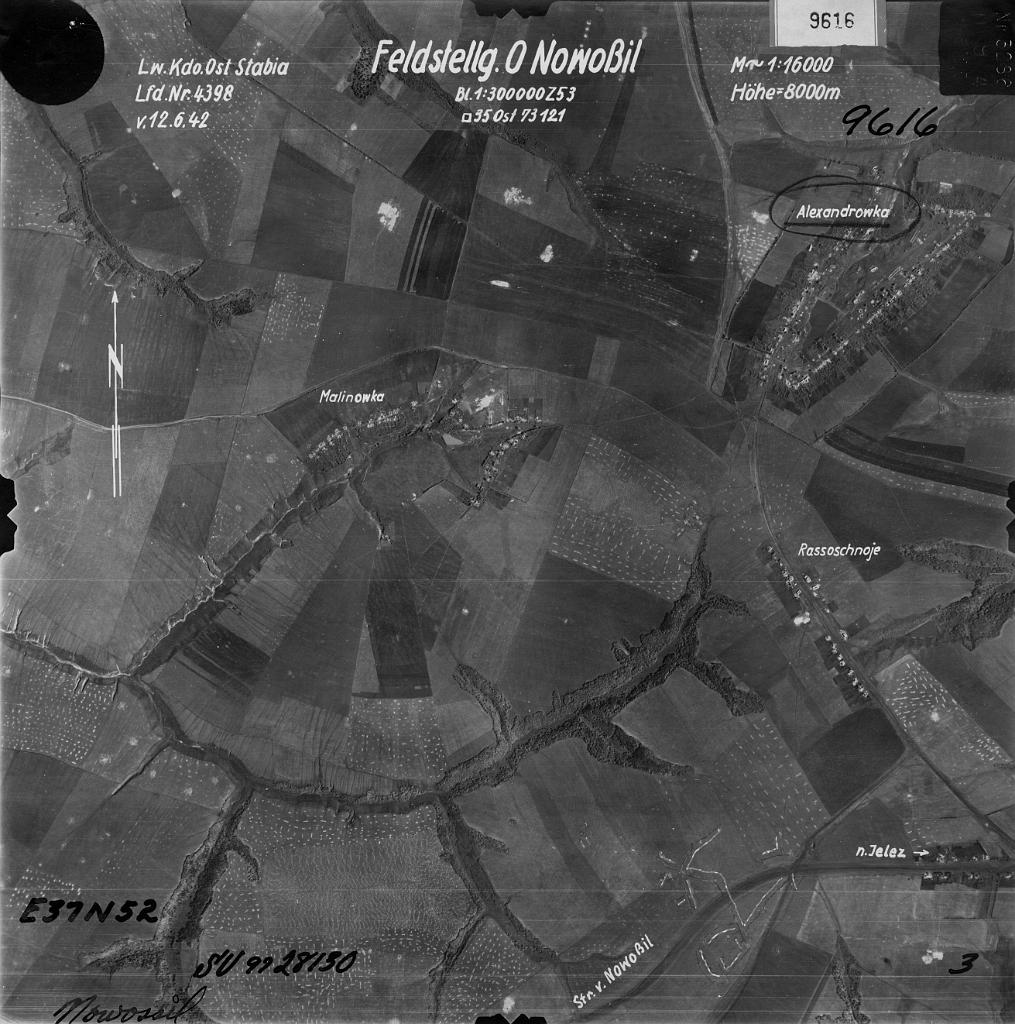 9616
Feldstellg. O Nowoßil
Lw. Kdo. Ost Stabia
Lfd. Nr. 4398
v. 12.6.42
Bl. 1:300000 Z53
35 Ost 73121
M~ 1:16000
Höhe=8000m
9616
Alexandrowka
N
Malinowka
Rassoschnoje
n. Jelez →
E37N52
SU 99 28130
Str. v. Nowoßil
3
Nowossil